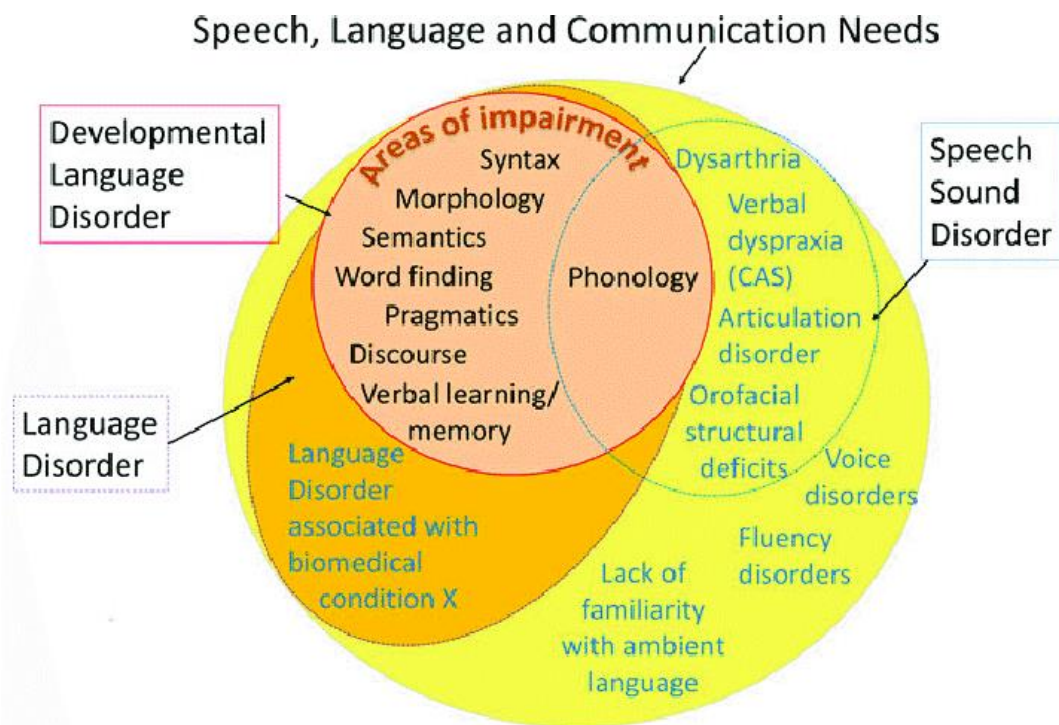 Speech, Language and Communication Needs
Developmental
Language
Disorder
Areas of impairment
Syntax
Morphology
Semantics
Word finding
Pragmatics
Discourse
Verbal learning/
memory
Phonology
Dysarthria
Verbal
dyspraxia
(CAS)
Articulation
disorder
Orofacial
structural
deficits
Speech
Sound
Disorder
Language
Disorder
Language
Disorder
associated with
biomedical
condition X
Voice
disorders
Fluency
disorders
Lack of
familiarity
with ambient
language